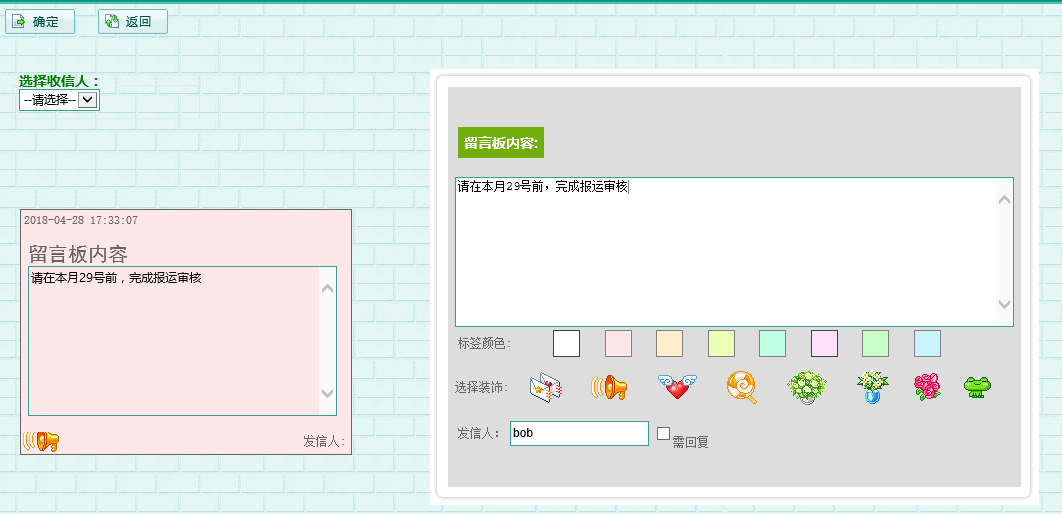 确定 返回
选择收信人：
--请选择--
2018-04-28 17:33:07
留言板内容
请在本月29号前，完成报运审核
发信人:
留言板内容:
请在本月29号前，完成报运审核
标签颜色:
选择装饰:
发信人: bob 需回复